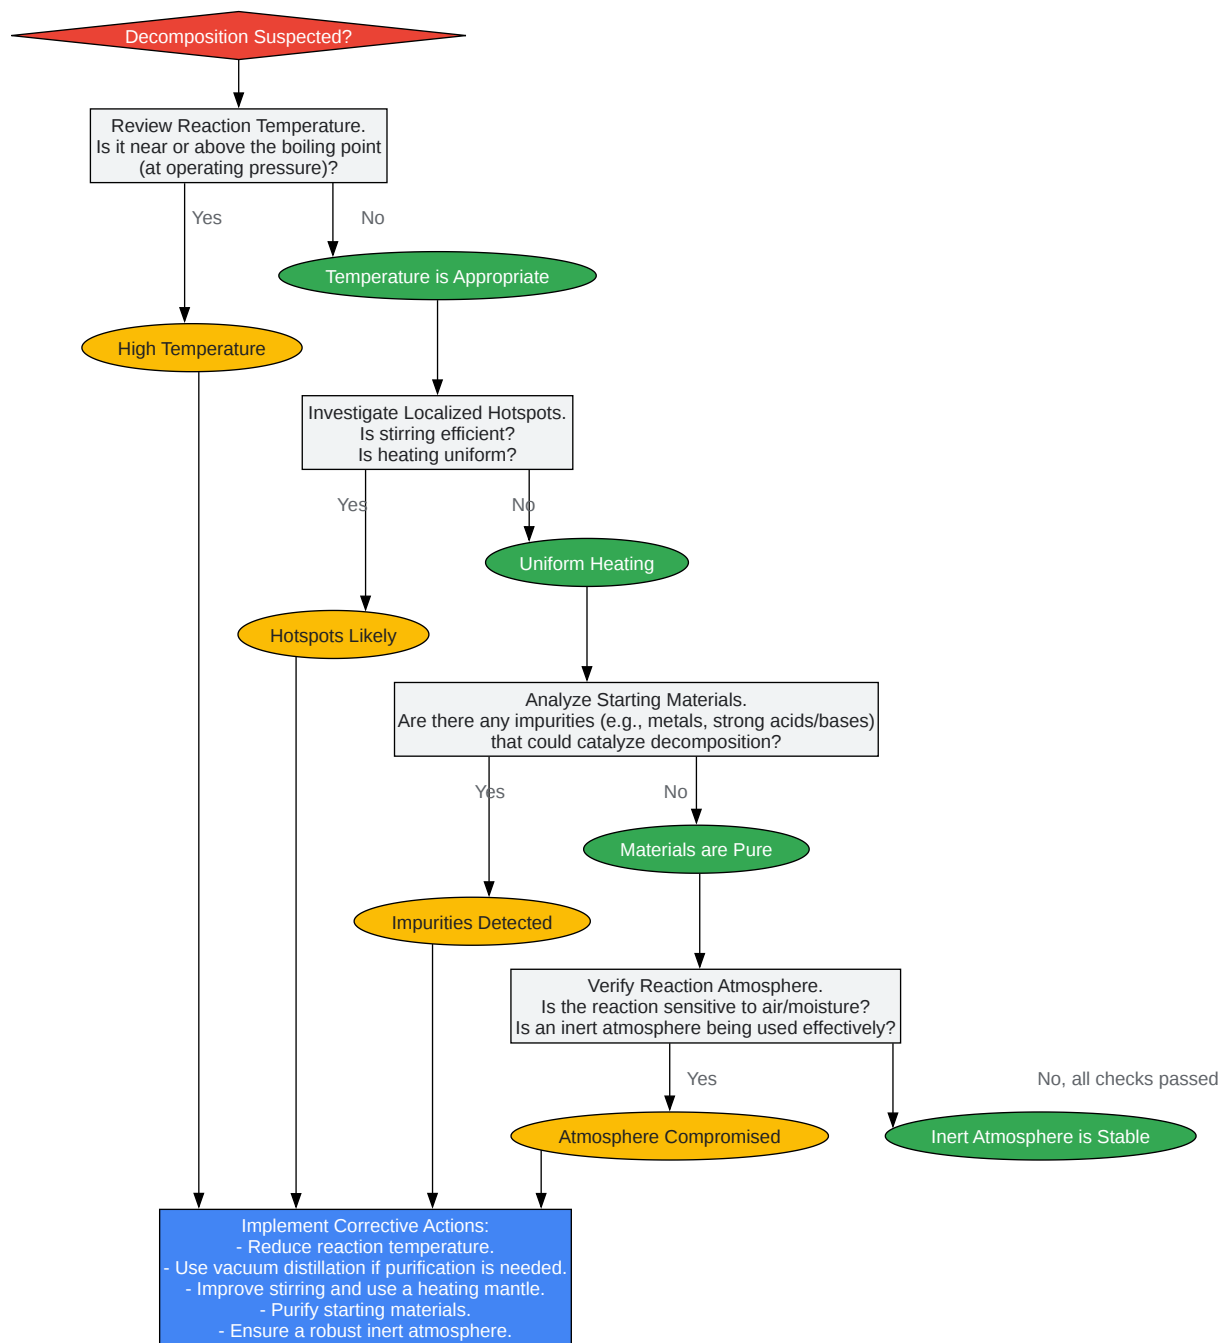 Decomposition Suspected?
Review Reaction Temperature.
Is it near or above the boiling point
(at operating pressure)?
Yes
No
Temperature is Appropriate
High Temperature
Investigate Localized Hotspots.
Is stirring efficient?
Is heating uniform?
Yes
No
Uniform Heating
Hotspots Likely
Analyze Starting Materials.
Are there any impurities (e.g., metals, strong acids/bases)
that could catalyze decomposition?
Yes
No
Materials are Pure
Impurities Detected
Verify Reaction Atmosphere.
Is the reaction sensitive to air/moisture?
Is an inert atmosphere being used effectively?
Yes
No, all checks passed
Atmosphere Compromised
Inert Atmosphere is Stable
Implement Corrective Actions:
- Reduce reaction temperature.
- Use vacuum distillation if purification is needed.
- Improve stirring and use a heating mantle.
- Purify starting materials.
- Ensure a robust inert atmosphere.